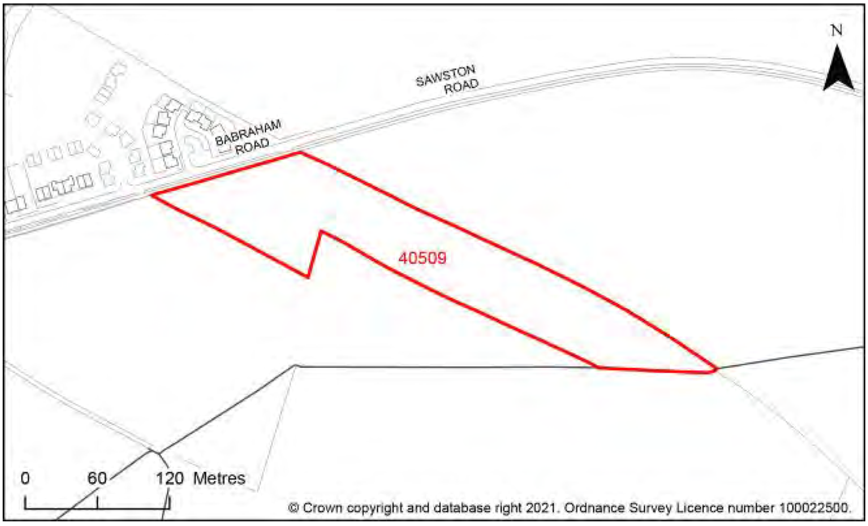 N
SAWSTON
ROAD
BABRAHAM
ROAD
40509
0 60 120 Metres
© Crown copyright and database right 2021. Ordnance Survey Licence number 100022500.